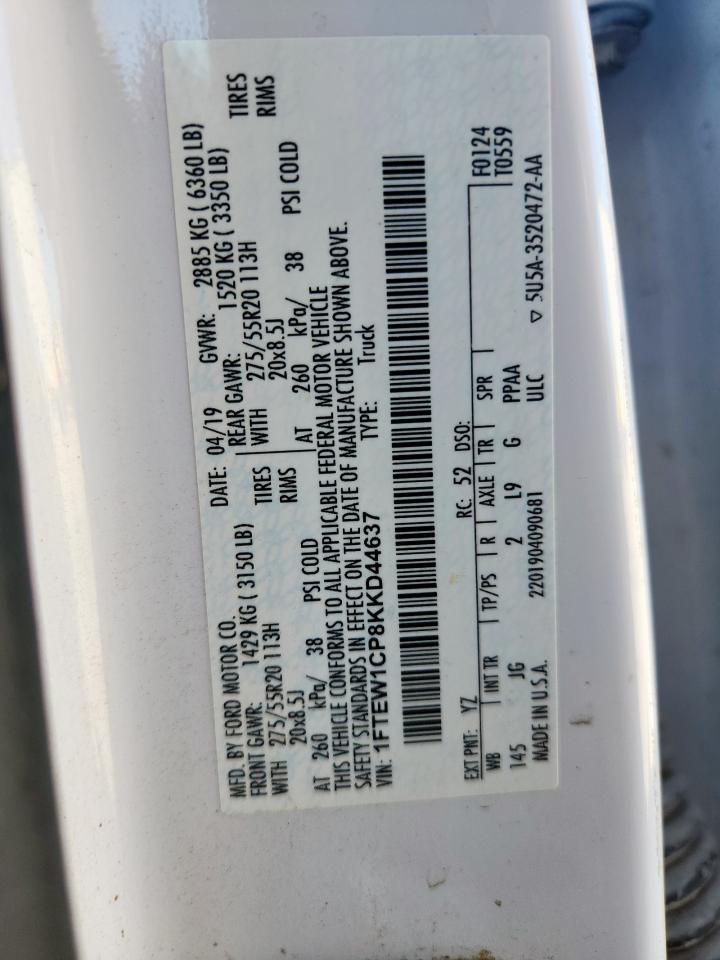 MFD. BY FORD MOTOR CO. DATE: 04/19 GVWR: 2885 KG ( 6360 LB)
FRONT GAWR: 1429 KG ( 3150 LB) REAR GAWR: 1520 KG ( 3350 LB)
WITH 275/55R20 113H TIRES WITH 275/55R20 113H TIRES
20x8.5J RIMS 20x8.5J RIMS
AT 260 kPa/ 38 PSI COLD AT 260 kPa/ 38 PSI COLD
THIS VEHICLE CONFORMS TO ALL APPLICABLE FEDERAL MOTOR VEHICLE
SAFETY STANDARDS IN EFFECT ON THE DATE OF MANUFACTURE SHOWN ABOVE.
VIN: 1FTEW1CP8KKD44637 TYPE: Truck
EXT PNT: YZ RC: 52 DSO: F0124
WB INT TR TP/PS R AXLE TR SPR T0559
145 JG 2 L9 G PPAA
MADE IN U.S.A. 2201904090681 ULC ▽ 5U5A-3520472-AA